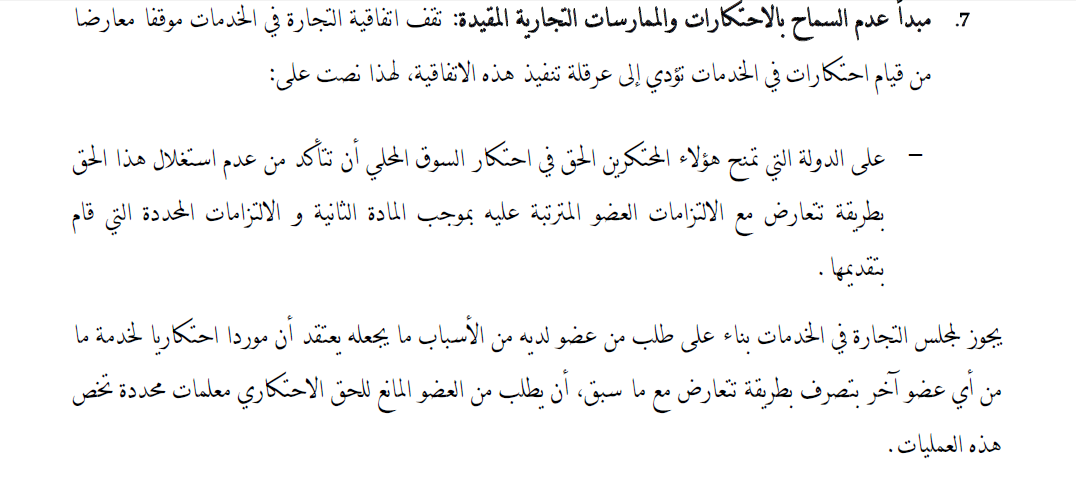 7. مبدأ عدم السماح بالاحتكارات والممارسات التجارية المقيدة: تقف اتفاقية التجارة في الخدمات موقفا معارضا
من قيام احتكارات في الخدمات تؤدي إلى عرقلة تنفيذ هذه الاتفاقية، لهذا نصت على:
– على الدولة التي تمنح هؤلاء المحتكرين الحق في احتكار السوق المحلي أن تتأكد من عدم استغلال هذا الحق
بطريقة تتعارض مع الالتزامات العضو المترتبة عليه بموجب المادة الثانية و الالتزامات المحددة التي قام
بتقديمها .
يجوز لمجلس التجارة في الخدمات بناء على طلب من عضو لديه من الأسباب ما يجعله يعتقد أن موردا احتكاريا لخدمة ما
من أي عضو آخر بتصرف بطريقة تتعارض مع ما سبق، أن يطلب من العضو المانع للحق الاحتكاري معلمات محددة تخص
هذه العمليات.